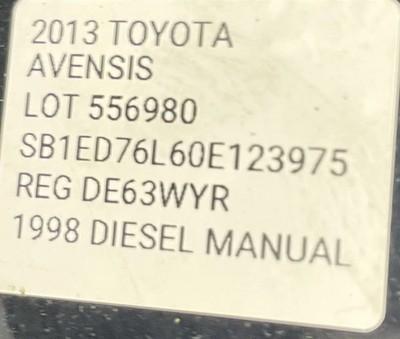 2013 TOYOTA
AVENSIS
LOT 556980
SB1ED76L60E123975
REG DE63WYR
1998 DIESEL MANUAL